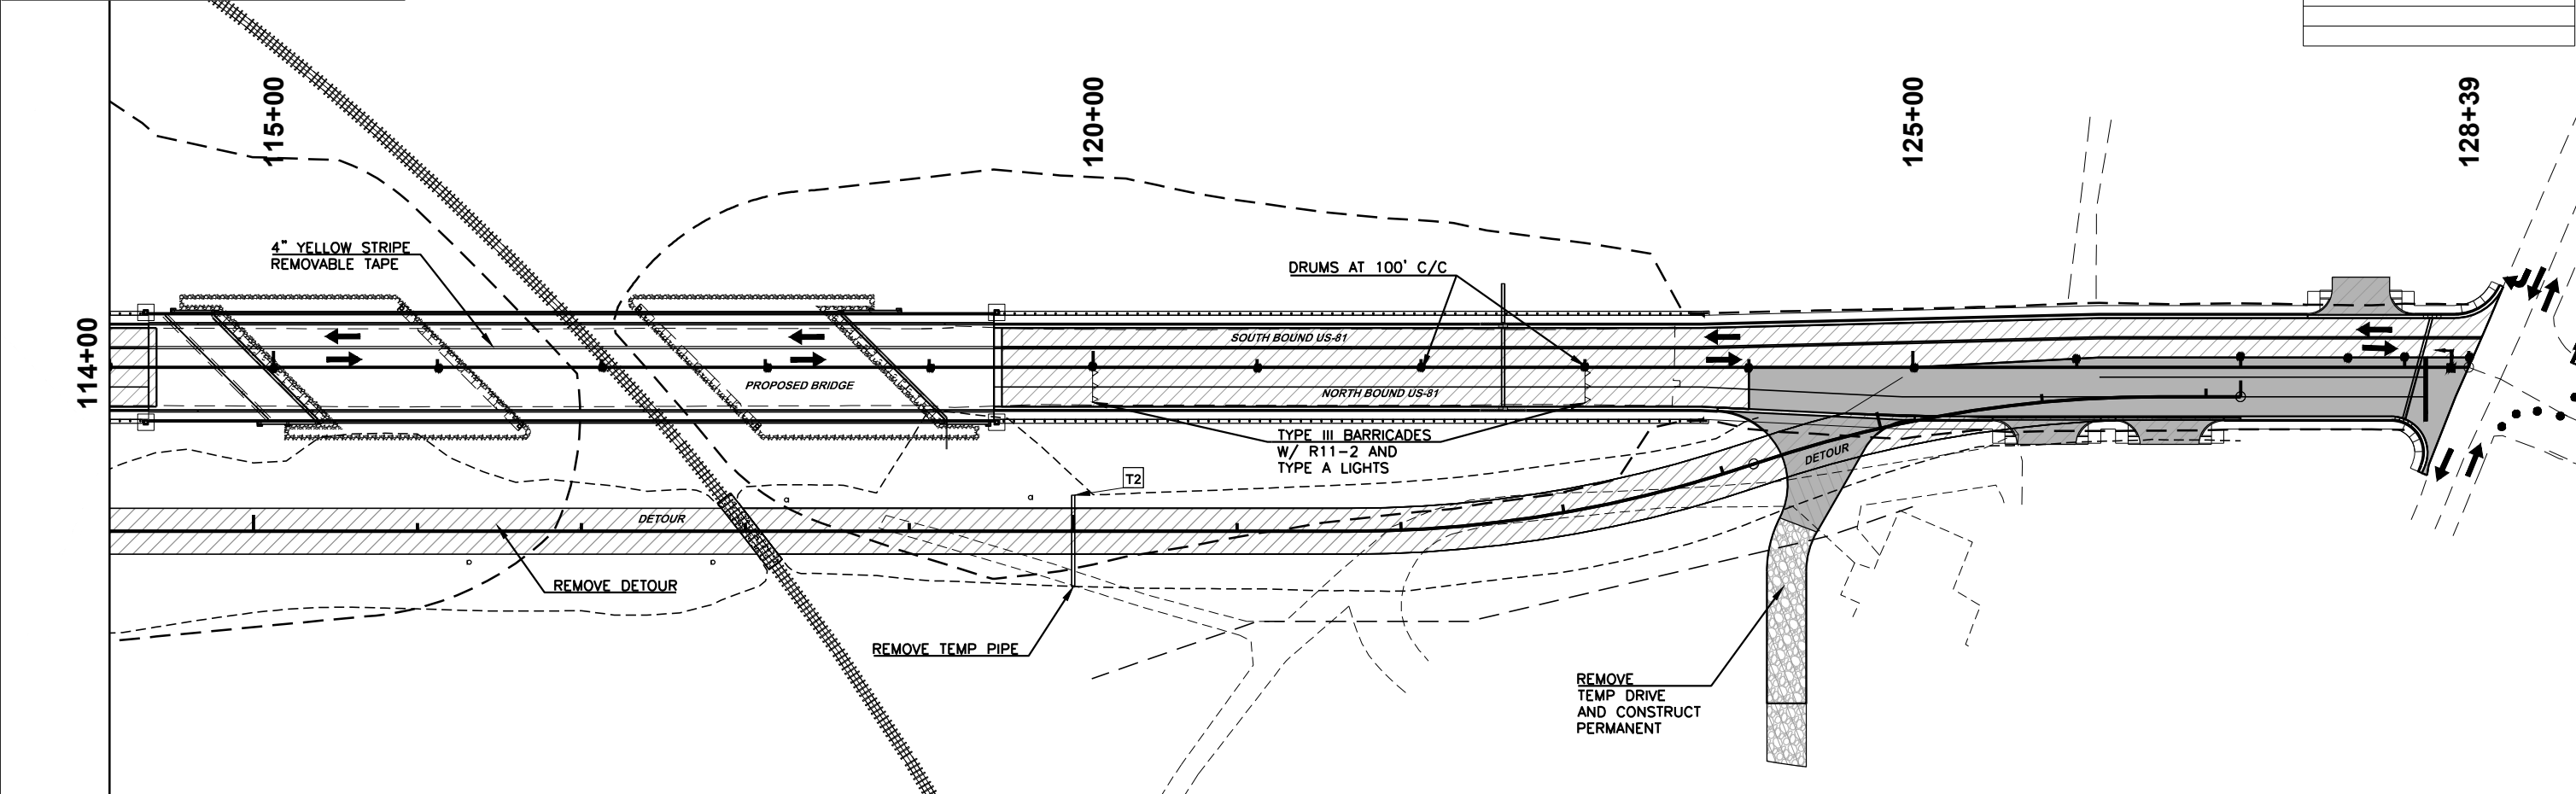 115+00
120+00
125+00
128+39
114+00
4" YELLOW STRIPE
REMOVABLE TAPE
DRUMS AT 100' C/C
SOUTH BOUND US-81
PROPOSED BRIDGE
NORTH BOUND US-81
TYPE III BARRICADES
W/ R11-2 AND
TYPE A LIGHTS
DETOUR
T2
DETOUR
REMOVE DETOUR
REMOVE TEMP PIPE
REMOVE
TEMP DRIVE
AND CONSTRUCT
PERMANENT